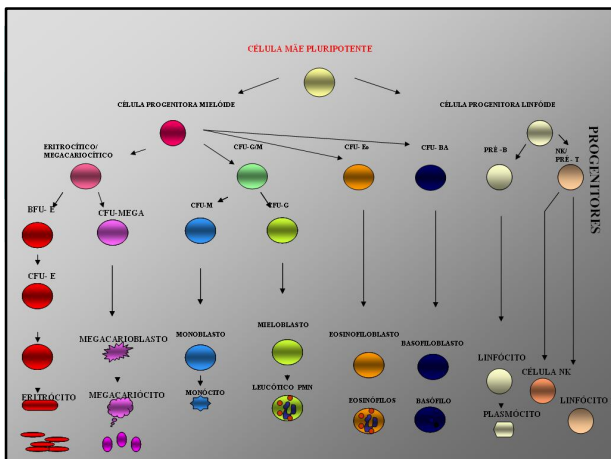 CÉLULA MÃE PLURIPOTENTE
CÉLULA PROGENITORA MIELÓIDE
CÉLULA PROGENITORA LINFÓIDE
PROGENITORES
ERITROCÍTICO/
MEGACARIOCÍTICO
CFU-G/M
CFU- Eo
CFU- BA
PRÉ -B
NK/
PRÉ- T
BFU- E
CFU-MEGA
CFU-M
CFU-G
CFU- E
MEGACARIOBLASTO
MONOBLASTO
MIELOBLASTO
EOSINOFILOBLASTO
BASOFILOBLASTO
LINFÓCITO
CÉLULA NK
ERITRÓCITO
MEGACARIÓCITO
MONÓCITO
LEUCÓTICO PMN
EOSINÓFILOS
BASÓFILO
PLASMÓCITO
LINFÓCITO